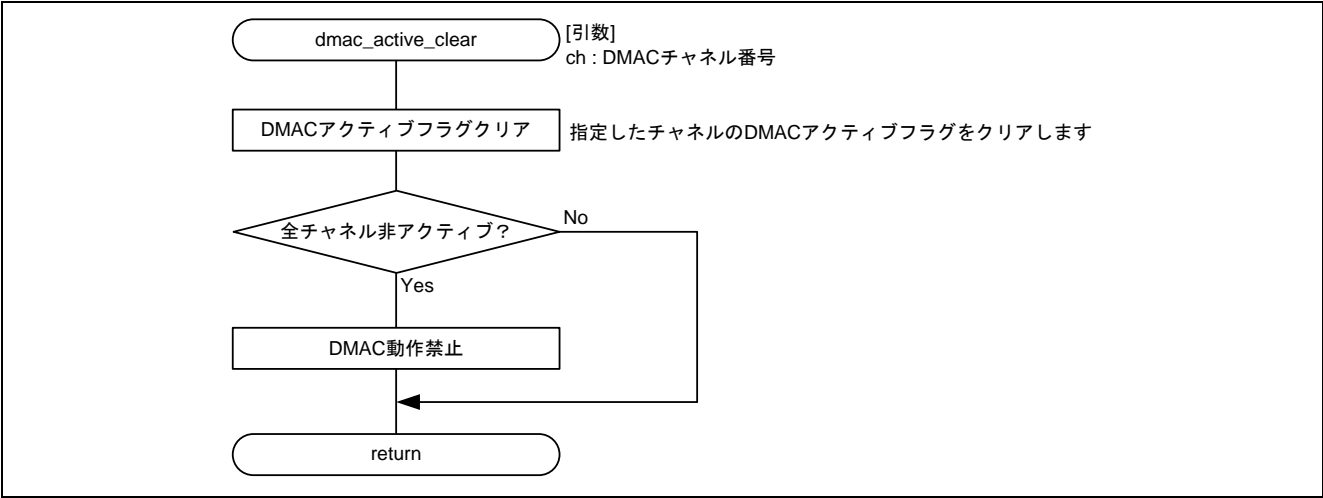 dmac_active_clear
[引数]
ch : DMACチャネル番号
DMACアクティブフラグクリア
指定したチャネルのDMACアクティブフラグをクリアします
全チャネル非アクティブ？
No
Yes
DMAC動作禁止
return